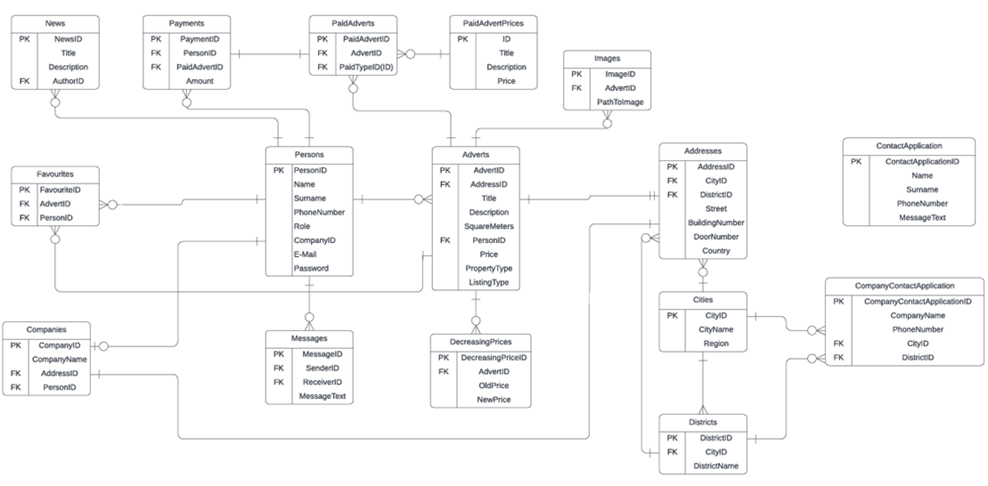 News
PK NewsID
Title
Description
FK AuthorID
Payments
PK PaymentID
FK PersonID
FK PaidAdvertID
Amount
PaidAdverts
PK PaidAdvertID
FK AdvertID
FK PaidTypeID(ID)
PaidAdvertPrices
PK ID
Title
Description
Price
Images
PK ImageID
FK AdvertID
PathToImage
Favourites
PK FavouriteID
FK AdvertID
FK PersonID
Persons
PK PersonID
Name
Surname
PhoneNumber
Role
CompanyID
E-Mail
Password
Adverts
PK AdvertID
FK AddressID
Title
Description
SquareMeters
FK PersonID
Price
PropertyType
ListingType
Addresses
PK AddressID
FK CityID
FK DistrictID
Street
BuildingNumber
DoorNumber
Country
ContactApplication
PK ContactApplicationID
Name
Surname
PhoneNumber
MessageText
Companies
PK CompanyID
CompanyName
FK AddressID
FK PersonID
Messages
PK MessageID
FK SenderID
FK ReceiverID
MessageText
DecreasingPrices
PK DecreasingPriceID
FK AdvertID
OldPrice
NewPrice
Cities
PK CityID
CityName
Region
CompanyContactApplication
PK CompanyContactApplicationID
CompanyName
PhoneNumber
FK CityID
FK DistrictID
Districts
PK DistrictID
FK CityID
DistrictName